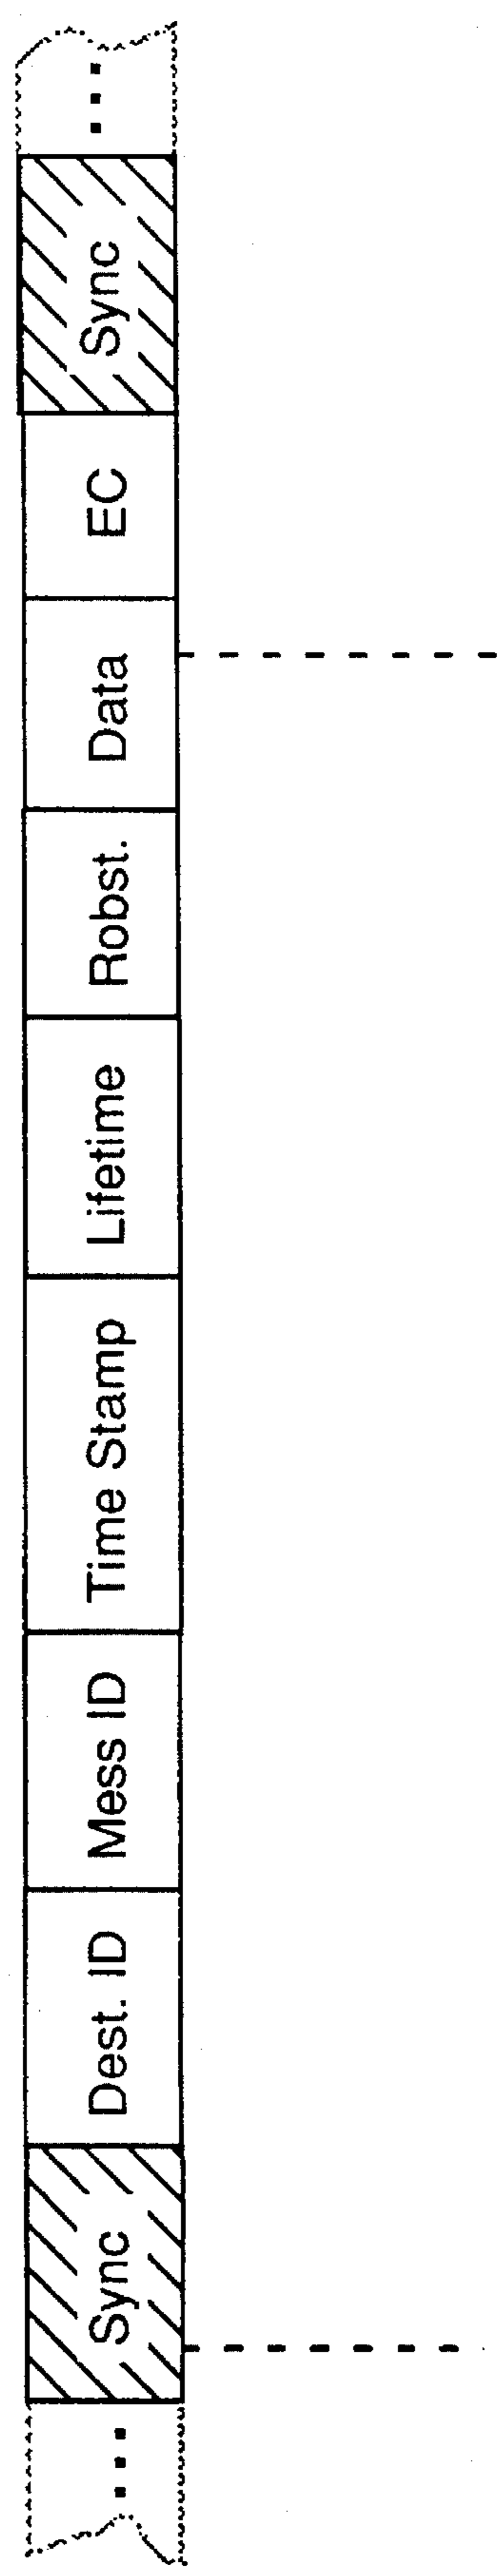 Sync
Dest. ID
Mess ID
Time Stamp
Lifetime
Robst.
Data
EC
Sync